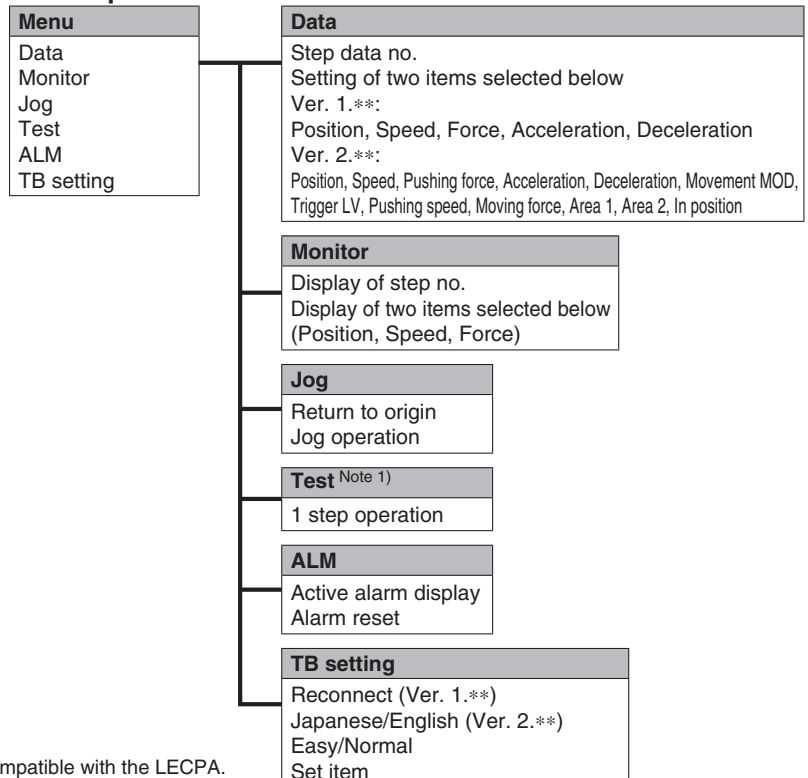 Menu
Data
Monitor
Jog
Test
ALM
TB setting
Data
Step data no.
Setting of two items selected below
Ver. 1.**:
Position, Speed, Force, Acceleration, Deceleration
Ver. 2.**:
Position, Speed, Pushing force, Acceleration, Deceleration, Movement MOD,
Trigger LV, Pushing speed, Moving force, Area 1, Area 2, In position
Monitor
Display of step no.
Display of two items selected below
(Position, Speed, Force)
Jog
Return to origin
Jog operation
Test Note 1)
1 step operation
ALM
Active alarm display
Alarm reset
TB setting
Reconnect (Ver. 1.**)
Japanese/English (Ver. 2.**)
Easy/Normal
Set item
mpatible with the LECPA.